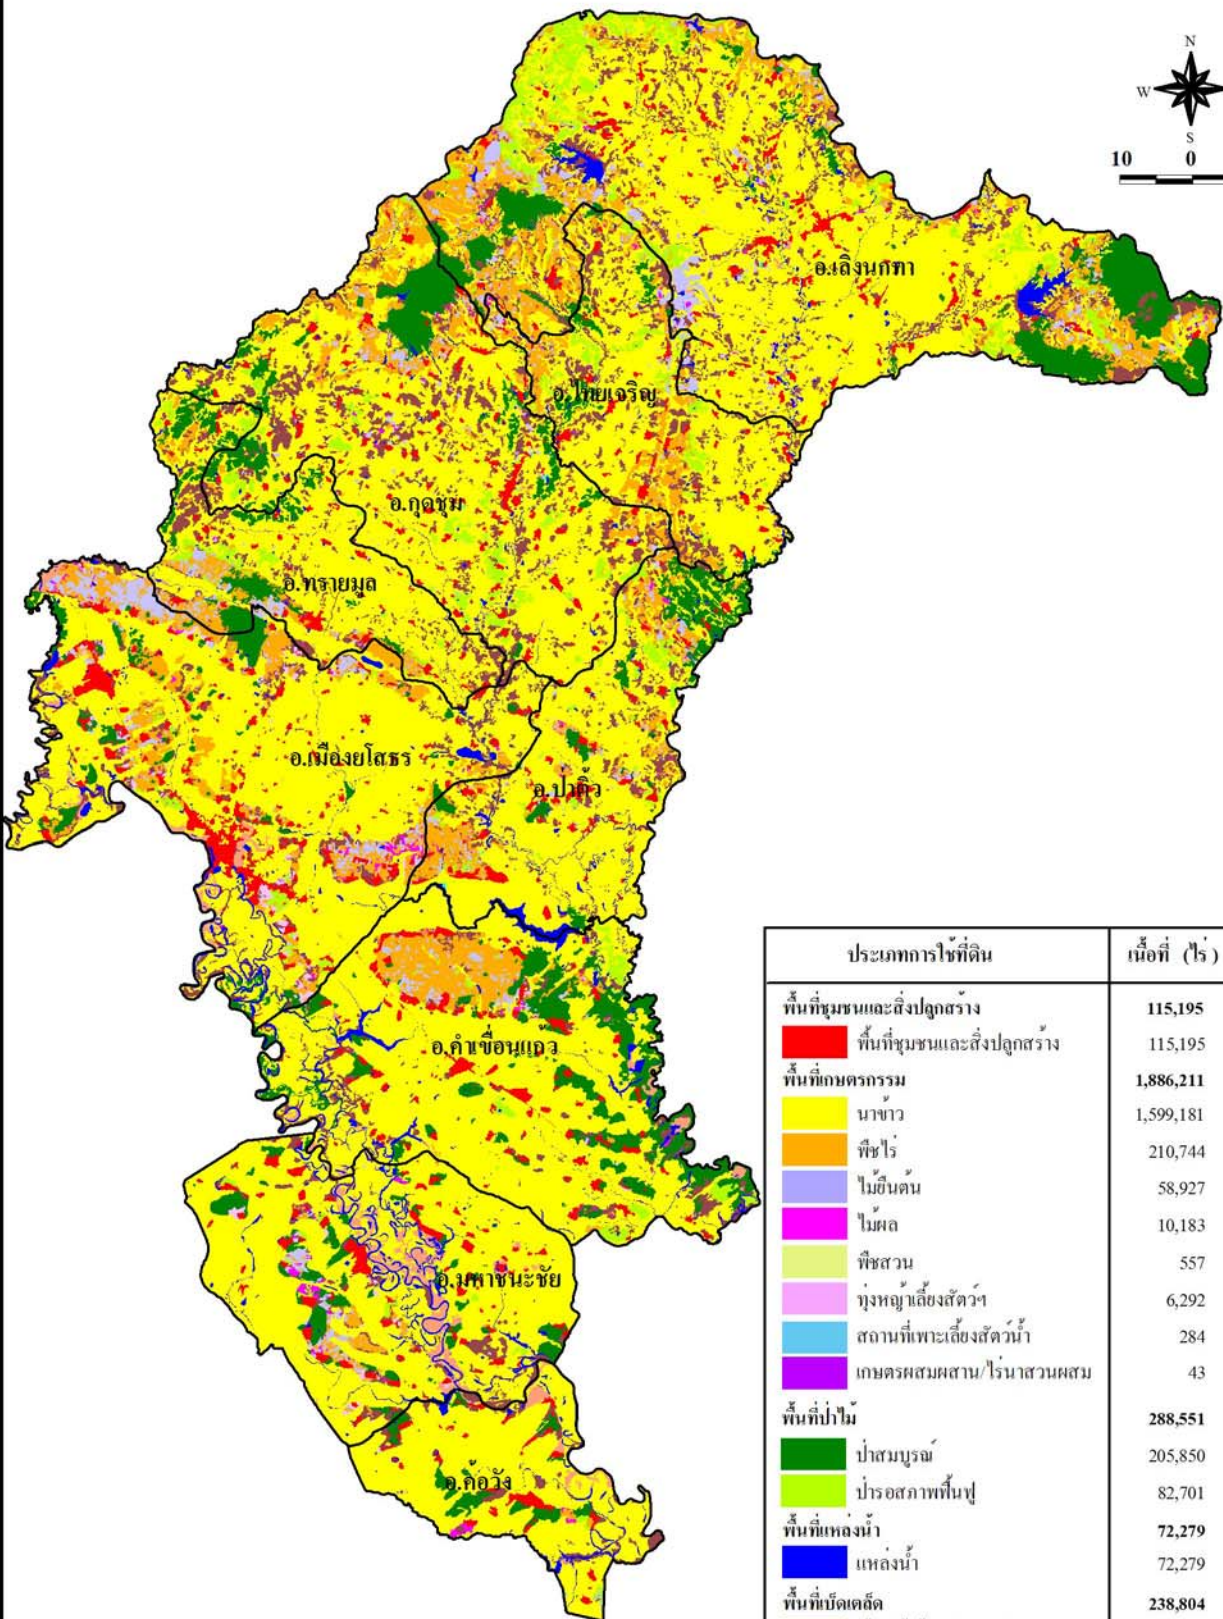 N
W
S
10 0
อ.เลิงนกทา
อ.ไทยเจริญ
อ.กุดชุม
อ.ทรายมูล
อ.เมืองยโสธร
อ.ป่าติ้ว
อ.คำเขื่อนแก้ว
อ.มหาชนะชัย
อ.ค้อวัง
ประเภทการใช้ที่ดิน เนื้อที่ (ไร่)
พื้นที่ชุมชนและสิ่งปลูกสร้าง 115,195
พื้นที่ชุมชนและสิ่งปลูกสร้าง 115,195
พื้นที่เกษตรกรรม 1,886,211
นาข้าว 1,599,181
พืชไร่ 210,744
ไม้ยืนต้น 58,927
ไม้ผล 10,183
พืชสวน 557
ทุ่งหญ้าเลี้ยงสัตว์ฯ 6,292
สถานที่เพาะเลี้ยงสัตว์น้ำ 284
เกษตรผสมผสาน/ไร่นาสวนผสม 43
พื้นที่ป่าไม้ 288,551
ป่าสมบูรณ์ 205,850
ป่ารอสภาพฟื้นฟู 82,701
พื้นที่แหล่งน้ำ 72,279
แหล่งน้ำ 72,279
พื้นที่เบ็ดเตล็ด 238,804